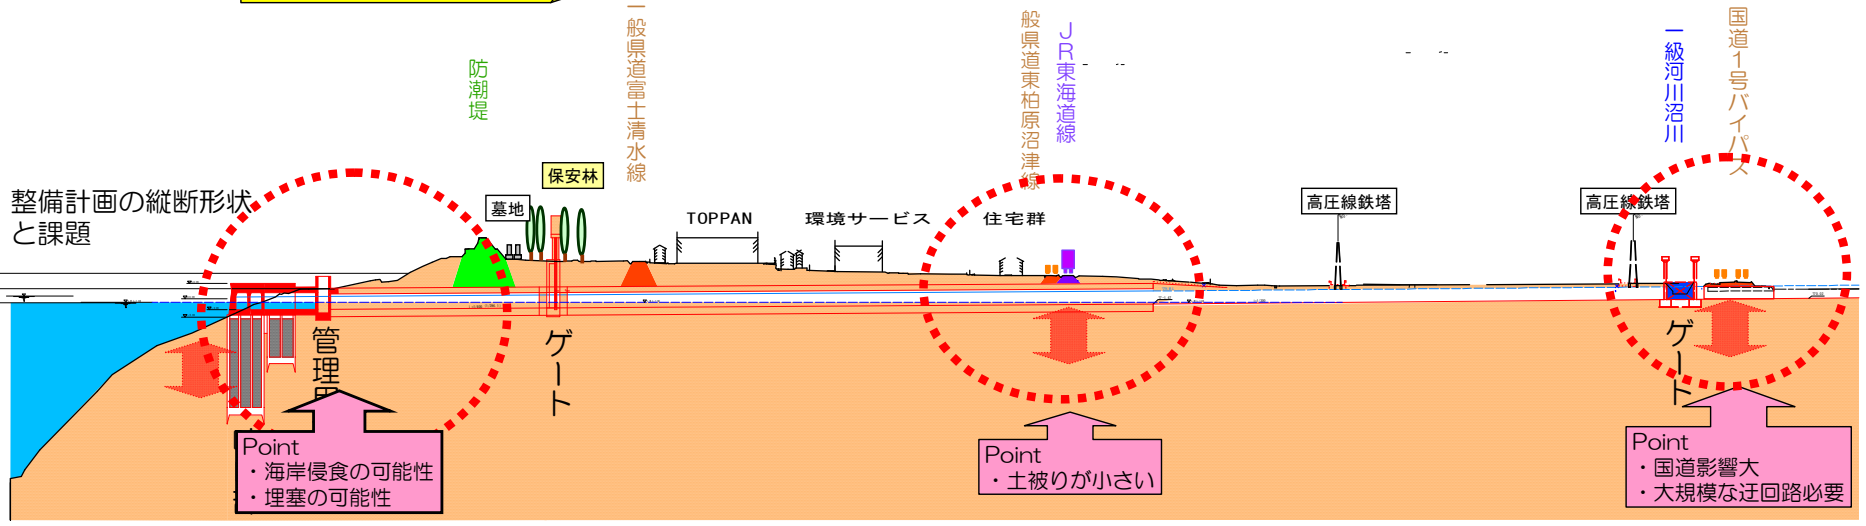 整備計画の縦断形状
と課題
防潮堤
一般県道富士清水線
般県道東柏原沼津線
JR東海道線
一級河川沼川
国道1号バイパス
墓地
保安林
TOPPAN
環境サービス
住宅群
高圧線鉄塔
高圧線鉄塔
管理用
ゲート
ゲート
Point
・海岸侵食の可能性
・埋塞の可能性
Point
・土被りが小さい
Point
・国道影響大
・大規模な迂回路必要